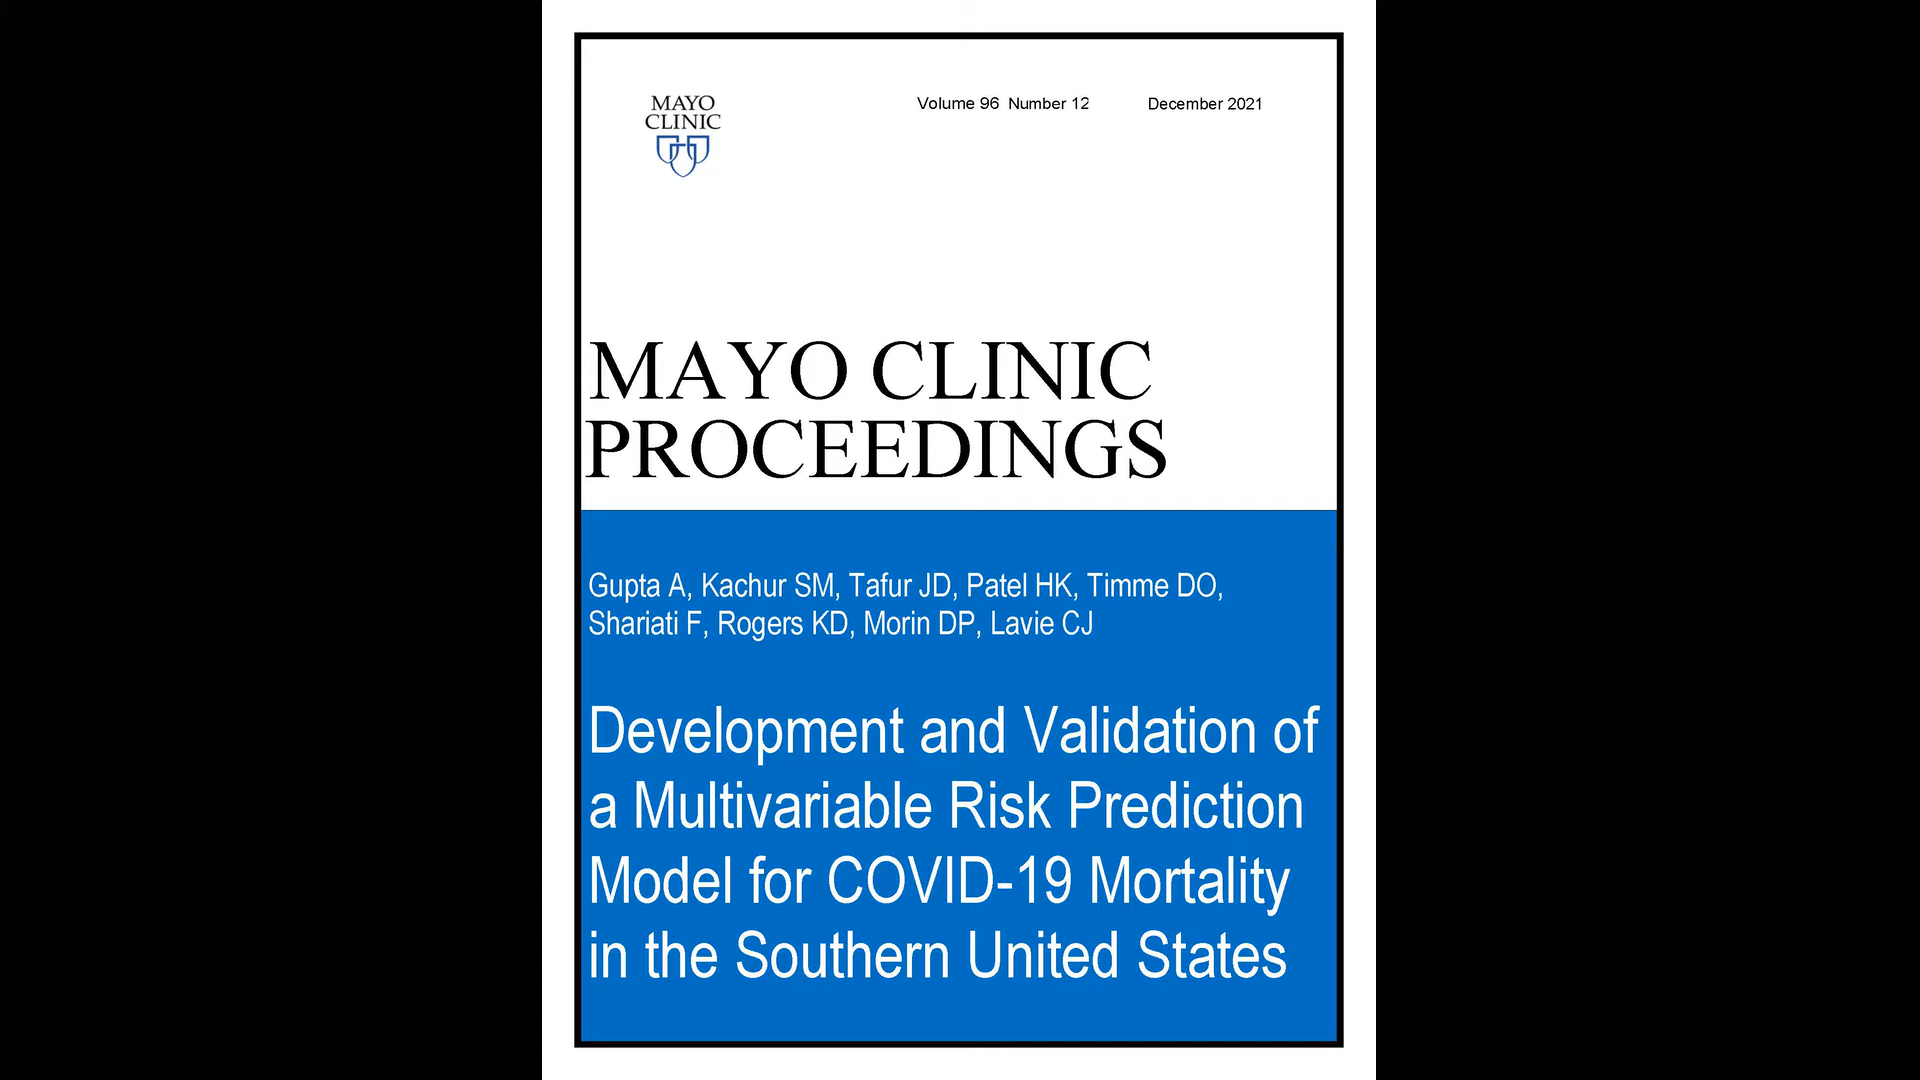 MAYO
CLINIC
Volume 96 Number 12 December 2021
MAYO CLINIC
PROCEEDINGS
Gupta A, Kachur SM, Tafur JD, Patel HK, Timme DO,
Shariati F, Rogers KD, Morin DP, Lavie CJ
Development and Validation of
a Multivariable Risk Prediction
Model for COVID-19 Mortality
in the Southern United States